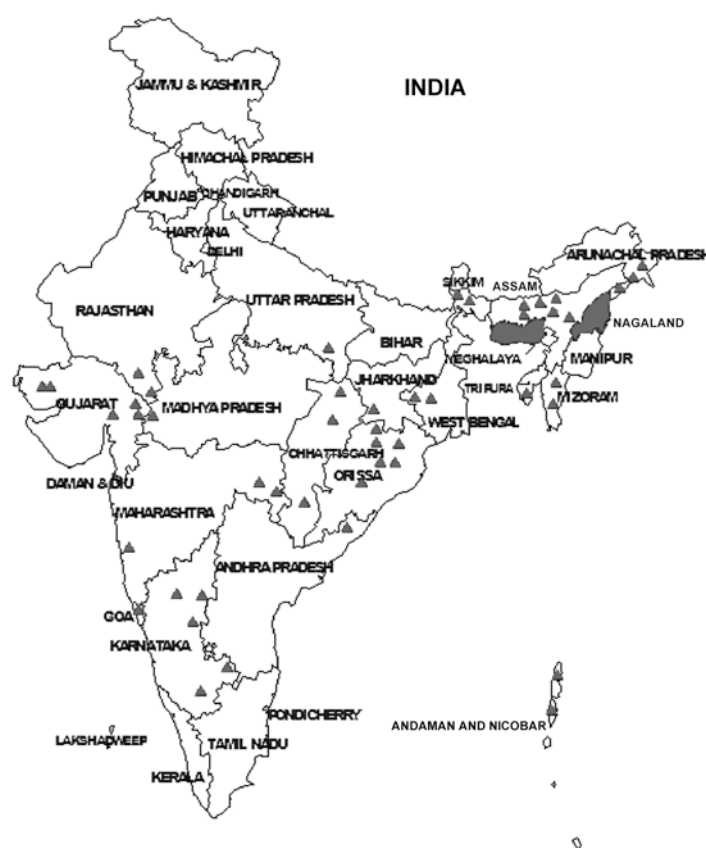 INDIA
JAMMU & KASHMIR
HIMACHAL PRADESH
PUNJAB
CHANDIGARH
UTTARANCHAL
HARYANA
DELHI
ARUNACHAL PRADESH
SIKKIM
ASSAM
RAJASTHAN
UTTAR PRADESH
NAGALAND
BIHAR
MEGHALAYA
MANIPUR
JHARKHAND
TRIPURA
MIZORAM
GUJARAT
MADHYA PRADESH
WEST BENGAL
CHHATTISGARH
ORISSA
DAMAN & DIU
MAHARASHTRA
ANDHRA PRADESH
GOA
KARNATAKA
PONDICHERRY
ANDAMAN AND NICOBAR
LAKSHADWEEP
TAMIL NADU
KERALA